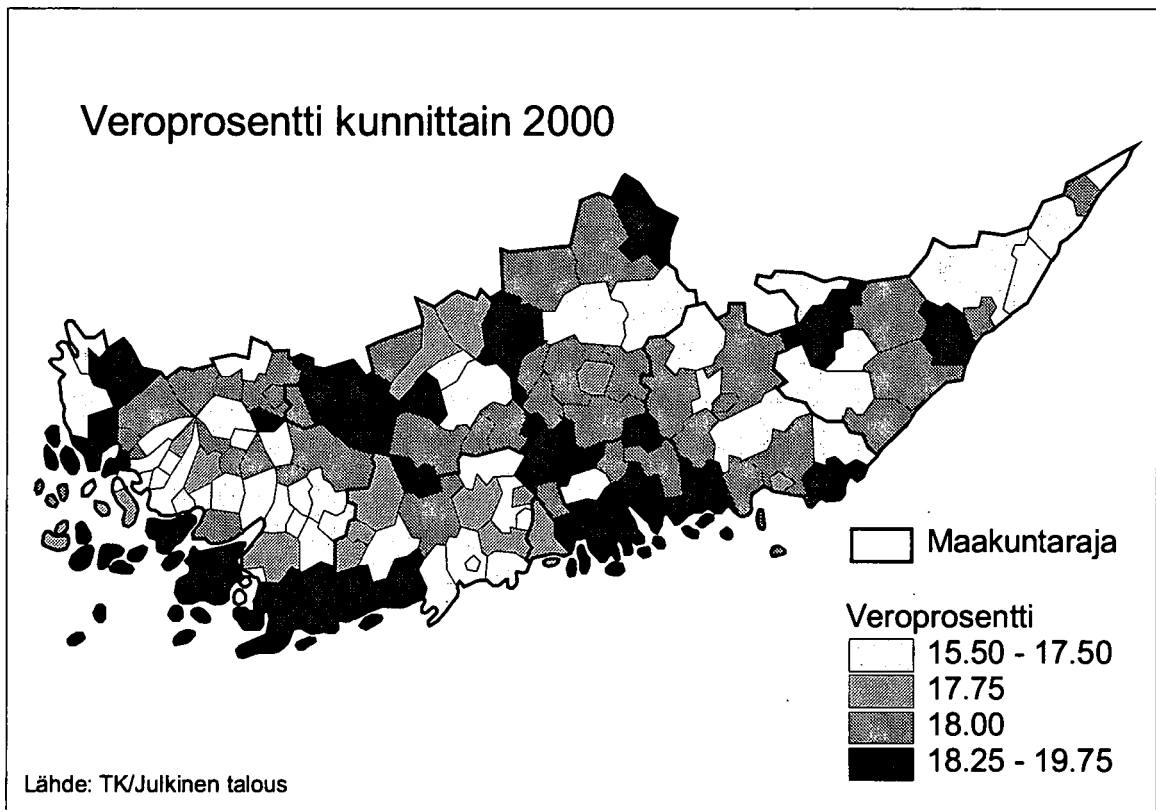 Veroprosentti kunnittain 2000
Maakuntaraja
Veroprosentti
15.50 - 17.50
17.75
18.00
18.25 - 19.75
Lähde: TK/Julkinen talous